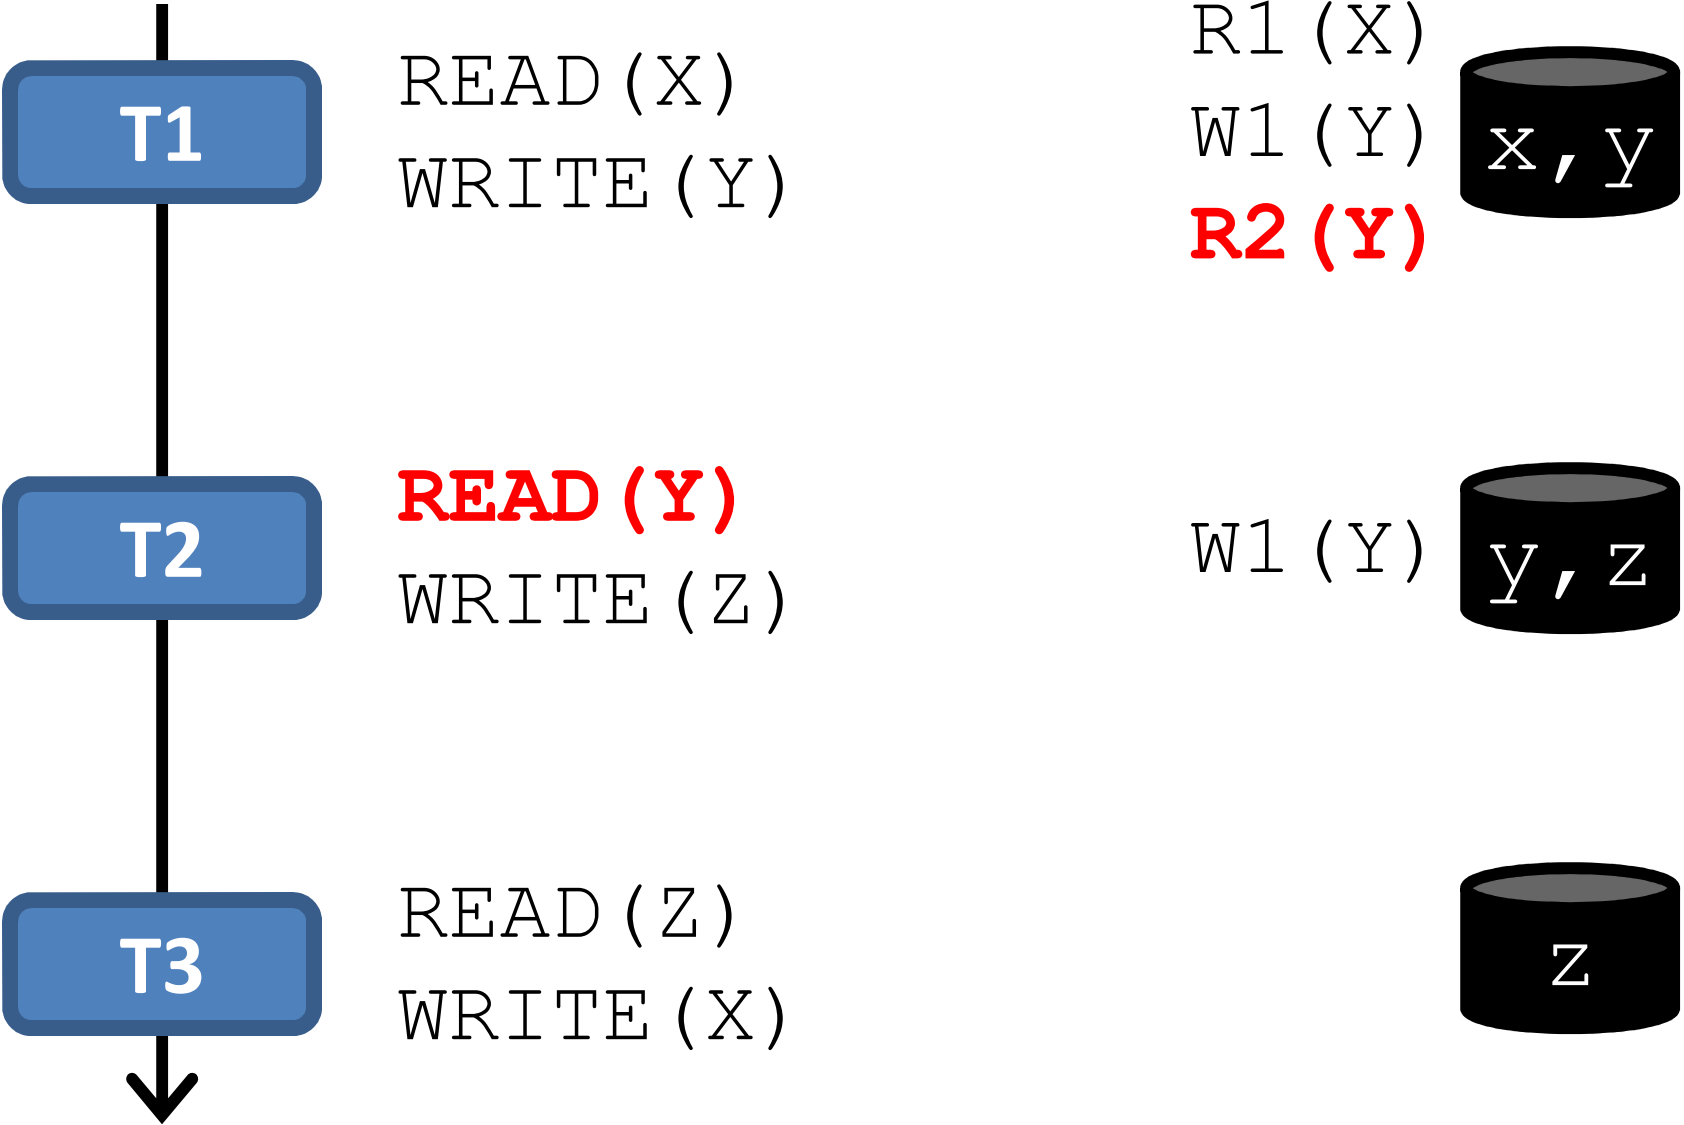 T1
READ(X)
WRITE(Y)
R1(X)
W1(Y)
R2(Y)
x,y
T2
READ(Y)
WRITE(Z)
W1(Y)
y,z
T3
READ(Z)
WRITE(X)
z